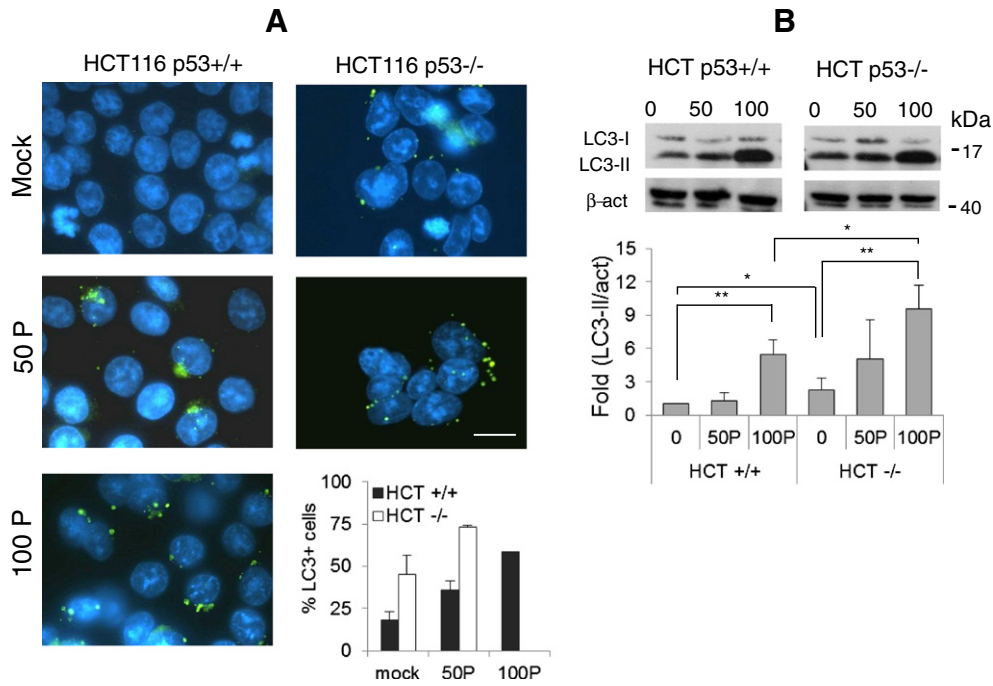 A
HCT116 p53+/+
HCT116 p53-/-
Mock
50 P
100 P
100
75
50
25
0
% LC3+ cells
HCT +/+
HCT -/-
mock 50P 100P
B
HCT p53+/+
HCT p53-/-
0 50 100 0 50 100
kDa
LC3-I
LC3-II
-17
β-act
-40
15
12
9
6
3
0
Fold (LC3-II/act)
*
**
*
**
0 50P 100P 0 50P 100P
HCT +/+ HCT -/-